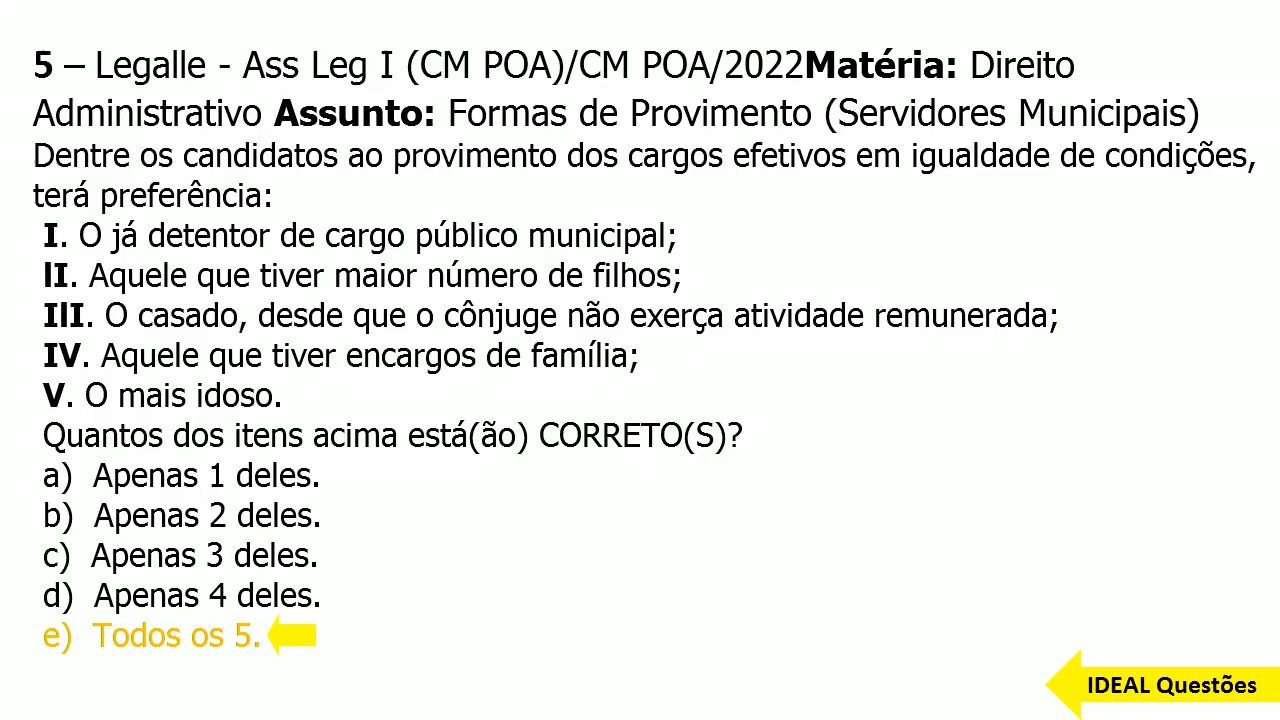 5 – Legalle - Ass Leg I (CM POA)/CM POA/2022Matéria: Direito
Administrativo Assunto: Formas de Provimento (Servidores Municipais)
Dentre os candidatos ao provimento dos cargos efetivos em igualdade de condições,
terá preferência:
I. O já detentor de cargo público municipal;
lI. Aquele que tiver maior número de filhos;
IlI. O casado, desde que o cônjuge não exerça atividade remunerada;
IV. Aquele que tiver encargos de família;
V. O mais idoso.
Quantos dos itens acima está(ão) CORRETO(S)?
a) Apenas 1 deles.
b) Apenas 2 deles.
c) Apenas 3 deles.
d) Apenas 4 deles.
e) Todos os 5.
IDEAL Questões